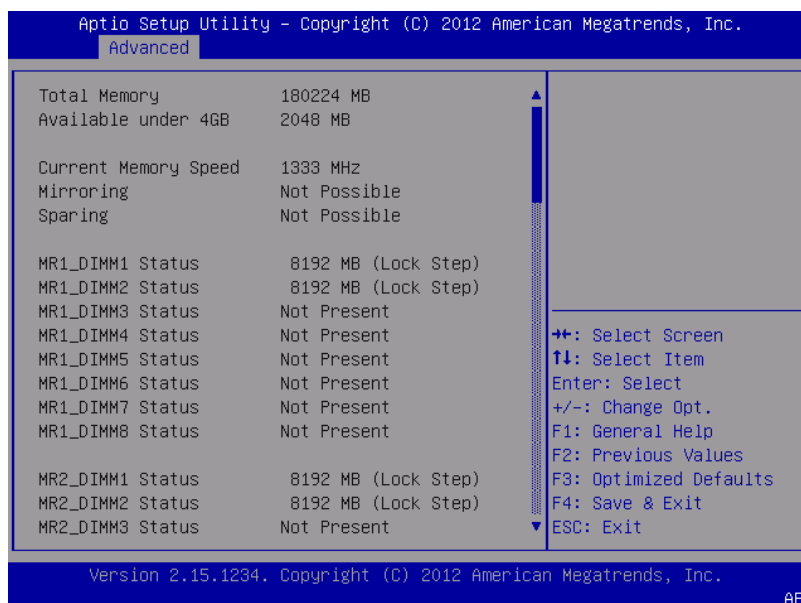 Aptio Setup Utility – Copyright (C) 2012 American Megatrends, Inc.
Advanced
Total Memory 180224 MB
Available under 4GB 2048 MB
Current Memory Speed 1333 MHz
Mirroring Not Possible
Sparing Not Possible
MR1_DIMM1 Status 8192 MB (Lock Step)
MR1_DIMM2 Status 8192 MB (Lock Step)
MR1_DIMM3 Status Not Present
MR1_DIMM4 Status Not Present
MR1_DIMM5 Status Not Present
MR1_DIMM6 Status Not Present
MR1_DIMM7 Status Not Present
MR1_DIMM8 Status Not Present
MR2_DIMM1 Status 8192 MB (Lock Step)
MR2_DIMM2 Status 8192 MB (Lock Step)
MR2_DIMM3 Status Not Present
→←: Select Screen
↑↓: Select Item
Enter: Select
+/-: Change Opt.
F1: General Help
F2: Previous Values
F3: Optimized Defaults
F4: Save & Exit
ESC: Exit
Version 2.15.1234. Copyright (C) 2012 American Megatrends, Inc.